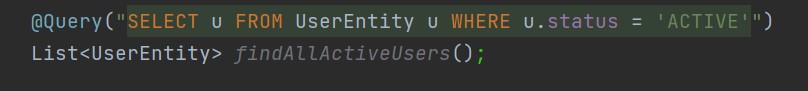 @Query("SELECT u FROM UserEntity u WHERE u.status = 'ACTIVE'")
List<UserEntity> findAllActiveUsers();